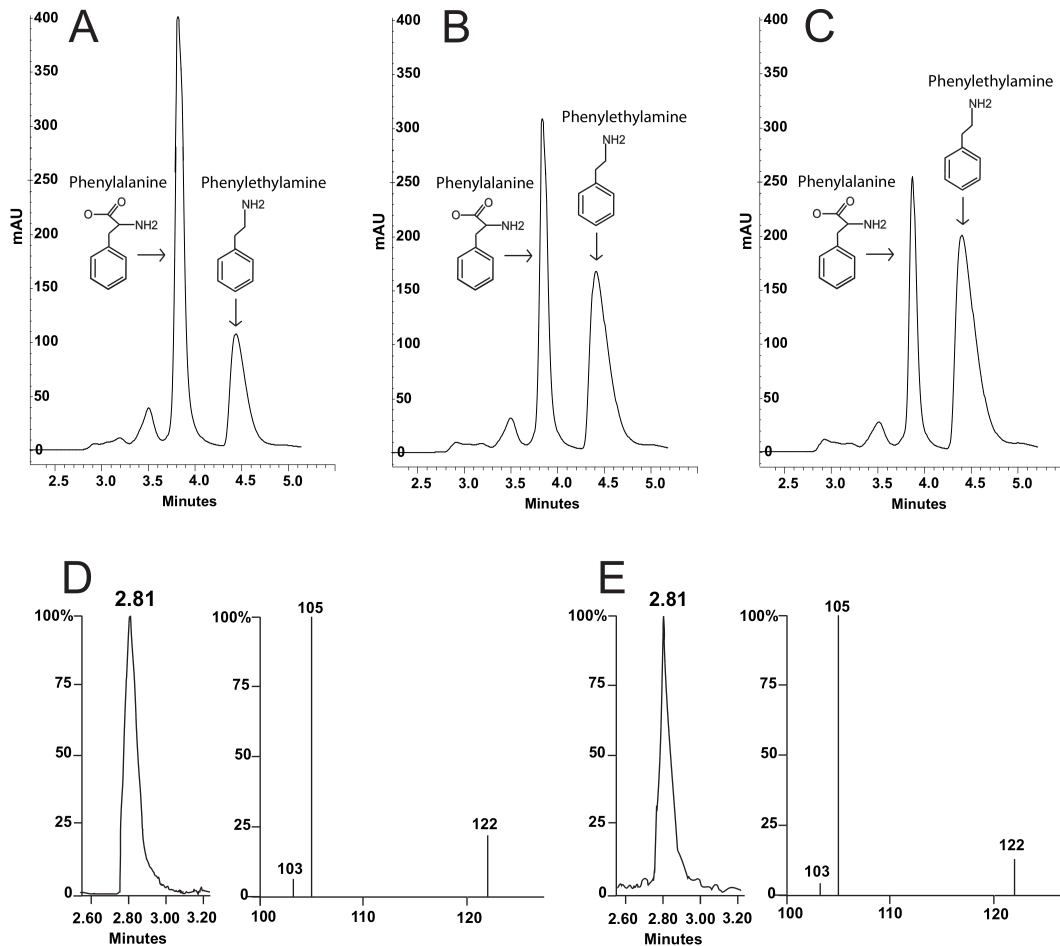 A
400
350
300
250
200
150
100
50
0
mAU
Phenylalanine
O
O
NH2
Phenylethylamine
NH2
2.5 3.0 3.5 4.0 4.5 5.0
Minutes
B
400
350
300
250
200
150
100
50
0
mAU
Phenylethylamine
NH2
Phenylalanine
O
O
NH2
2.5 3.0 3.5 4.0 4.5 5.0
Minutes
C
400
350
300
250
200
150
100
50
0
mAU
Phenylethylamine
NH2
Phenylalanine
O
O
NH2
2.5 3.0 3.5 4.0 4.5 5.0
Minutes
D
2.81
100%
75
50
25
0
2.60 2.80 3.00 3.20
Minutes
100%
75
50
25
0
105
103
122
100 110 120
E
2.81
100%
75
50
25
0
2.60 2.80 3.00 3.20
Minutes
100%
75
50
25
0
105
103
122
100 110 120